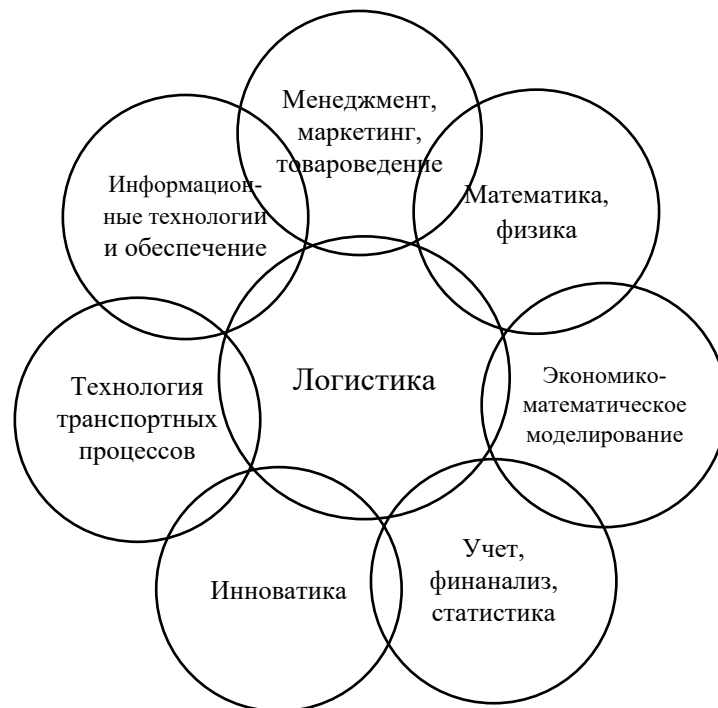 Менеджмент,
маркетинг,
товароведение
Информацион-
ные технологии
и обеспечение
Математика,
физика
Логистика
Экономико-
математическое
моделирование
Технология
транспортных
процессов
Учет,
финанализ,
статистика
Инноватика